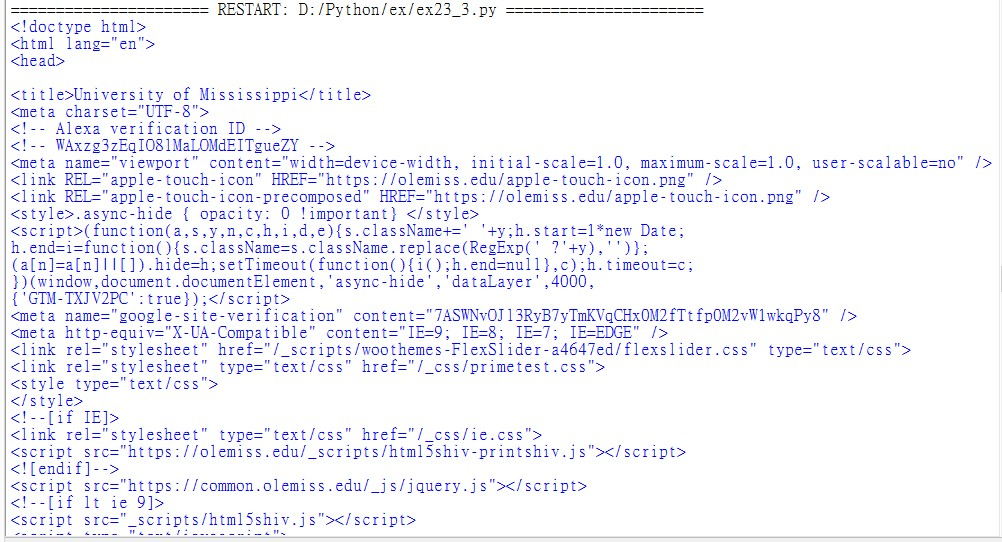 ====================== RESTART: D:/Python/ex/ex23_3.py ======================
<!doctype html>
<html lang="en">
<head>
<title>University of Mississippi</title>
<meta charset="UTF-8">
<!-- Alexa verification ID -->
<!-- WAxzg3zEqIO81MaLOMdEITgueZY -->
<meta name="viewport" content="width=device-width, initial-scale=1.0, maximum-scale=1.0, user-scalable=no" />
<link REL="apple-touch-icon" HREF="https://olemiss.edu/apple-touch-icon.png" />
<link REL="apple-touch-icon-precomposed" HREF="https://olemiss.edu/apple-touch-icon.png" />
<style>.async-hide { opacity: 0 !important} </style>
<script>(function(a,s,y,n,c,h,i,d,e){s.className+=' '+y;h.start=1*new Date;
h.end=i=function(){s.className=s.className.replace(RegExp(' ?'+y),'')};
(a[n]=a[n]||[]).hide=h;setTimeout(function(){i();h.end=null},c);h.timeout=c;
})(window,document.documentElement,'async-hide','dataLayer',4000,
{'GTM-TXJV2PC':true});</script>
<meta name="google-site-verification" content="7ASWNvOJ13RyB7yTmKVqCHx0M2fTtfp0M2vW1wkqPy8" />
<meta http-equiv="X-UA-Compatible" content="IE=9; IE=8; IE=7; IE=EDGE" />
<link rel="stylesheet" href="/_scripts/woothemes-FlexSlider-a4647ed/flexslider.css" type="text/css">
<link rel="stylesheet" type="text/css" href="/_css/primetest.css">
<style type="text/css">
</style>
<!--[if IE]>
<link rel="stylesheet" type="text/css" href="/_css/ie.css">
<script src="https://olemiss.edu/_scripts/html5shiv-printshiv.js"></script>
<![endif]-->
<script src="https://common.olemiss.edu/_js/jquery.js"></script>
<!--[if lt ie 9]>
<script src="_scripts/html5shiv.js"></script>
<script type="text/javascript">